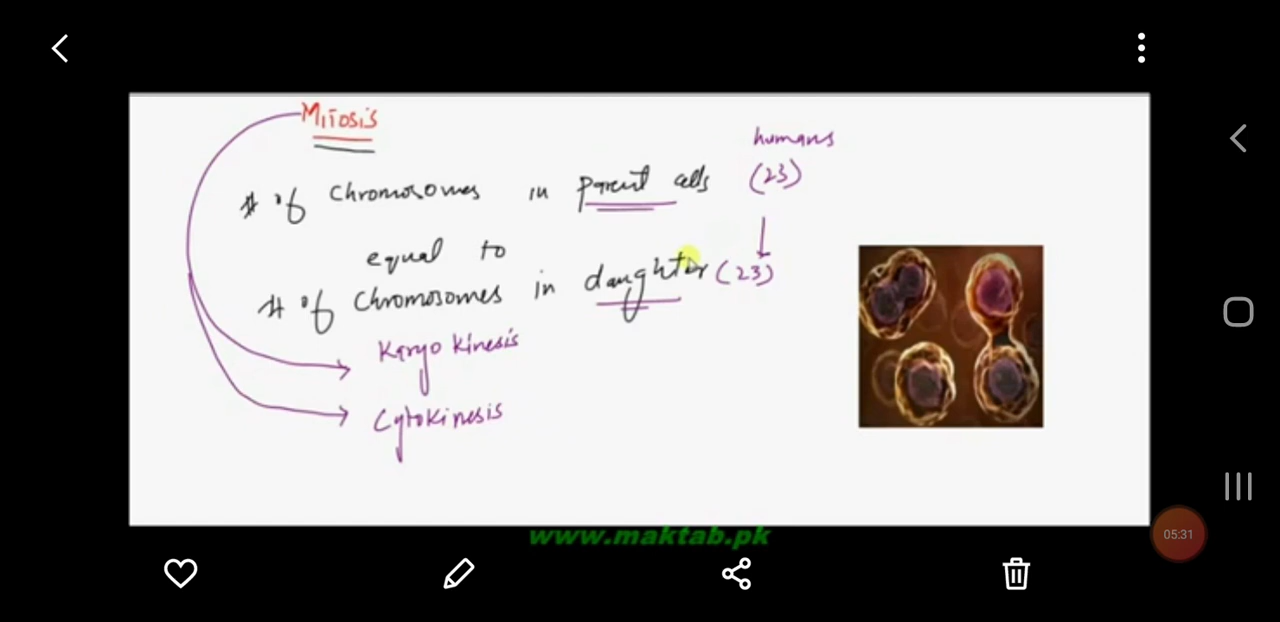 Mitosis
humans
# of Chromosomes in Parent cells (23)
equal to
# of Chromosomes in daughter (23)
Karyo kinesis
Cytokinesis
www.maktab.pk
05:31